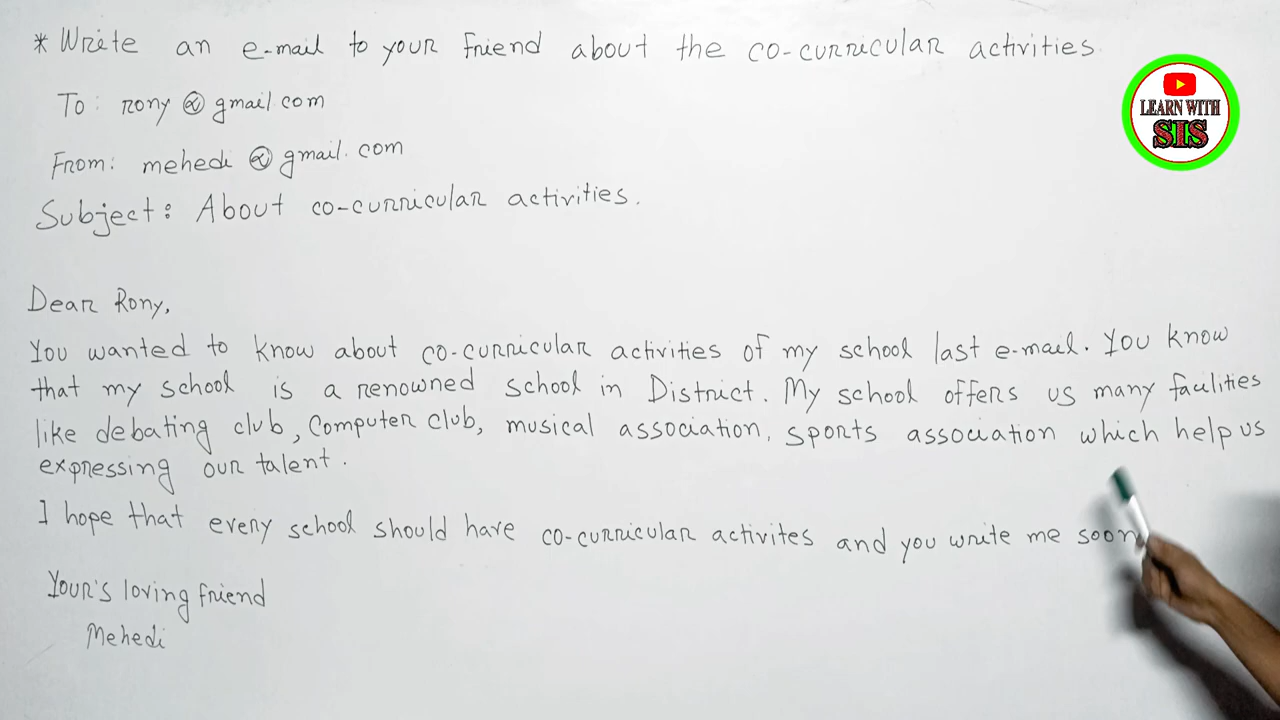 * Write an e-mail to your friend about the co-curricular activities.
LEARN WITH
SIS
To: rony @ gmail.com
From: mehedi @ gmail.com
Subject: About co-curricular activities.
Dear Rony,
You wanted to know about co-curricular activities of my school last e-mail. You know
that my school is a renowned school in District. My school offers us many facilities
like debating club, Computer club, musical association, sports association which help us
expressing our talent.
I hope that every school should have co-curricular activites and you write me soon
Your's loving friend
Mehedi